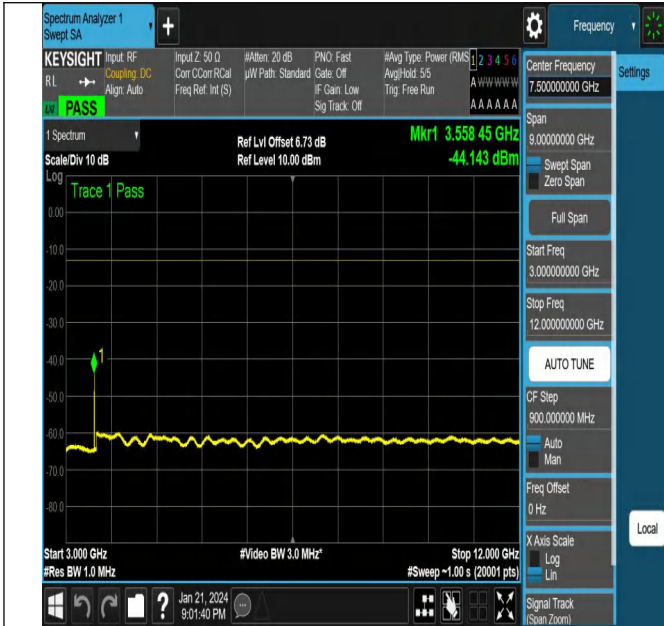 Spectrum Analyzer 1
Swept SA
+
Frequency
KEYSIGHT
RL
LXI
PASS
Input: RF
Coupling: DC
Align: Auto
Input Z: 50 Ω
Corr CCorr RCal
Freq Ref: Int (S)
#Atten: 20 dB
µW Path: Standard
PNO: Fast
Gate: Off
IF Gain: Low
Sig Track: Off
#Avg Type: Power (RMS
Avg|Hold: 5/5
Trig: Free Run
1 2 3 4 5 6
A W W W W W
A A A A A A
1 Spectrum
Scale/Div 10 dB
Ref Lvl Offset 6.73 dB
Ref Level 10.00 dBm
Mkr1 3.558 45 GHz
-44.143 dBm
Log
Trace 1 Pass
0.00
-10.0
-20.0
-30.0
-40.0
-50.0
-60.0
-70.0
-80.0
1
Start 3.000 GHz
#Res BW 1.0 MHz
#Video BW 3.0 MHz*
Stop 12.000 GHz
#Sweep ~1.00 s (20001 pts)
Jan 21, 2024
9:01:40 PM
Center Frequency
7.500000000 GHz
Settings
Span
9.00000000 GHz
Swept Span
Zero Span
Full Span
Start Freq
3.000000000 GHz
Stop Freq
12.000000000 GHz
AUTO TUNE
CF Step
900.000000 MHz
Auto
Man
Freq Offset
0 Hz
Local
X Axis Scale
Log
Lin
Signal Track
(Span Zoom)